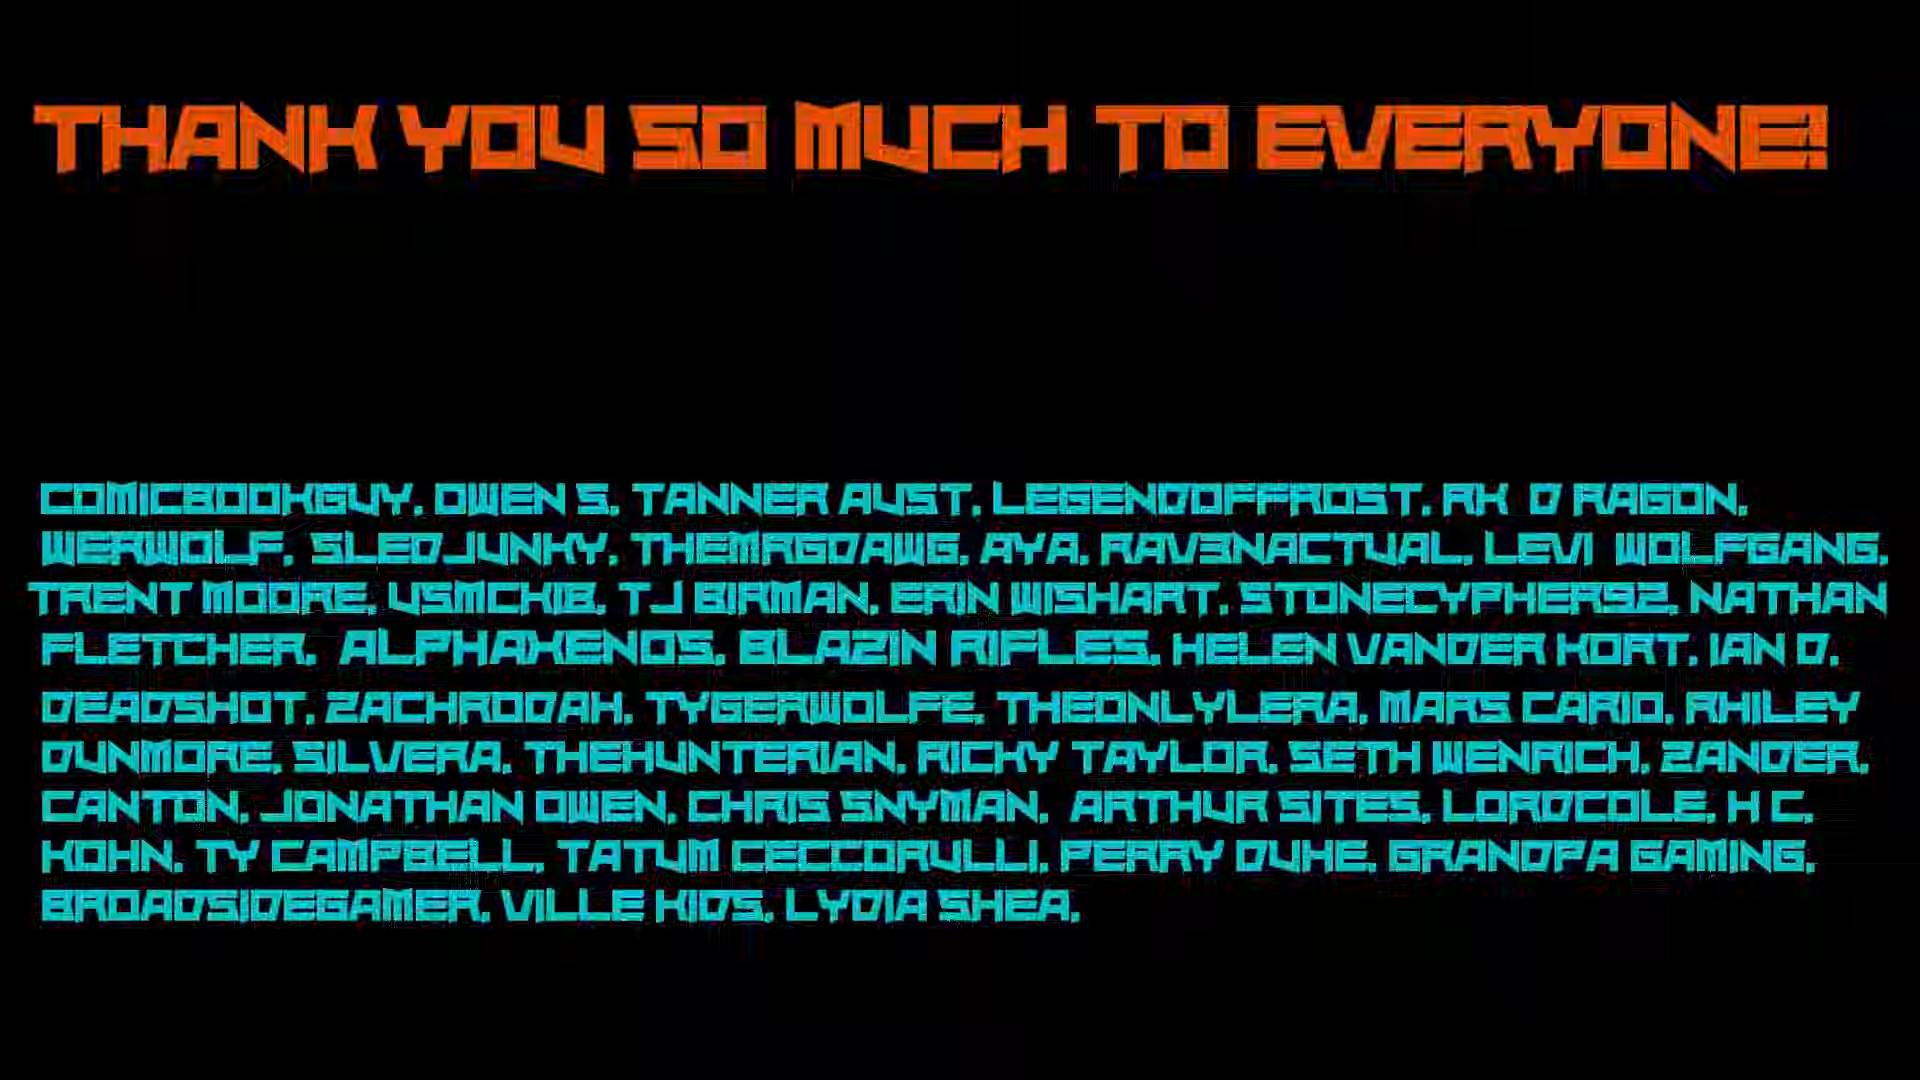 THANK YOU SO MUCH TO EVERYONE!
COMICBOOKGUY, OWEN S, TANNER AUST, LEGENDOFFROST, RK D RAGON,
WERWOLF, SLEDJUNKY, THEMRGDAWG, AYA, RAV3NACTUAL, LEVI WOLFGANG,
TRENT MOORE, USMCKIB, TJ BIRMAN, ERIN WISHART, STONECYPHER92, NATHAN
FLETCHER, ALPHAXENOS, BLAZIN RIFLES, HELEN VANDER KORT, IAN D,
DEADSHOT, ZACHRODAH, TYGERWOLFE, THEONLYLERA, MARS CARIO, RHILEY
DUNMORE, SILVERA, THEHUNTERIAN, RICKY TAYLOR, SETH WENRICH, ZANDER,
CANTON, JONATHAN OWEN, CHRIS SNYMAN, ARTHUR SITES, LORDCOLE, H C,
KOHN, TY CAMPBELL, TATUM CECCORULLI, PERRY DUKE, GRANDPA GAMING,
BROADSIDEGAMER, VILLE KIDS, LYDIA SHEA,